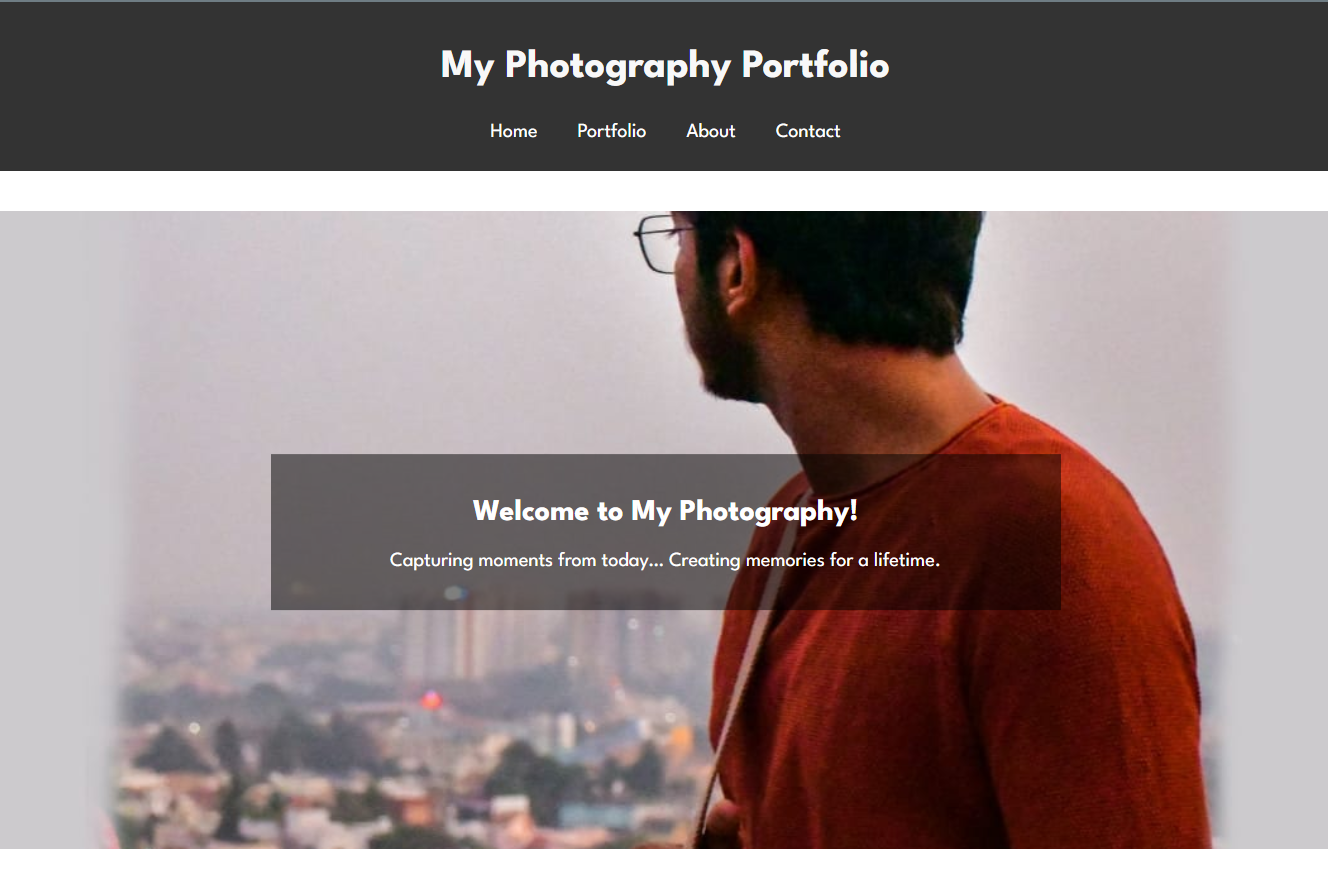 My Photography Portfolio
Home Portfolio About Contact
Welcome to My Photography!
Capturing moments from today... Creating memories for a lifetime.